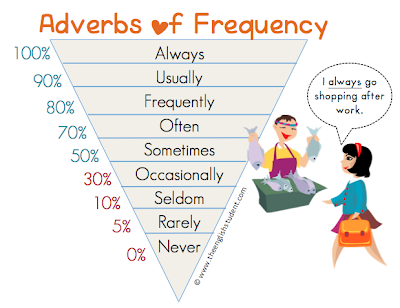 Adverbs of Frequency
100% Always
90% Usually
80% Frequently
70% Often
50% Sometimes
30% Occasionally
10% Seldom
5% Rarely
0% Never
I always go
shopping after
work.
© www.theenglishstudent.com